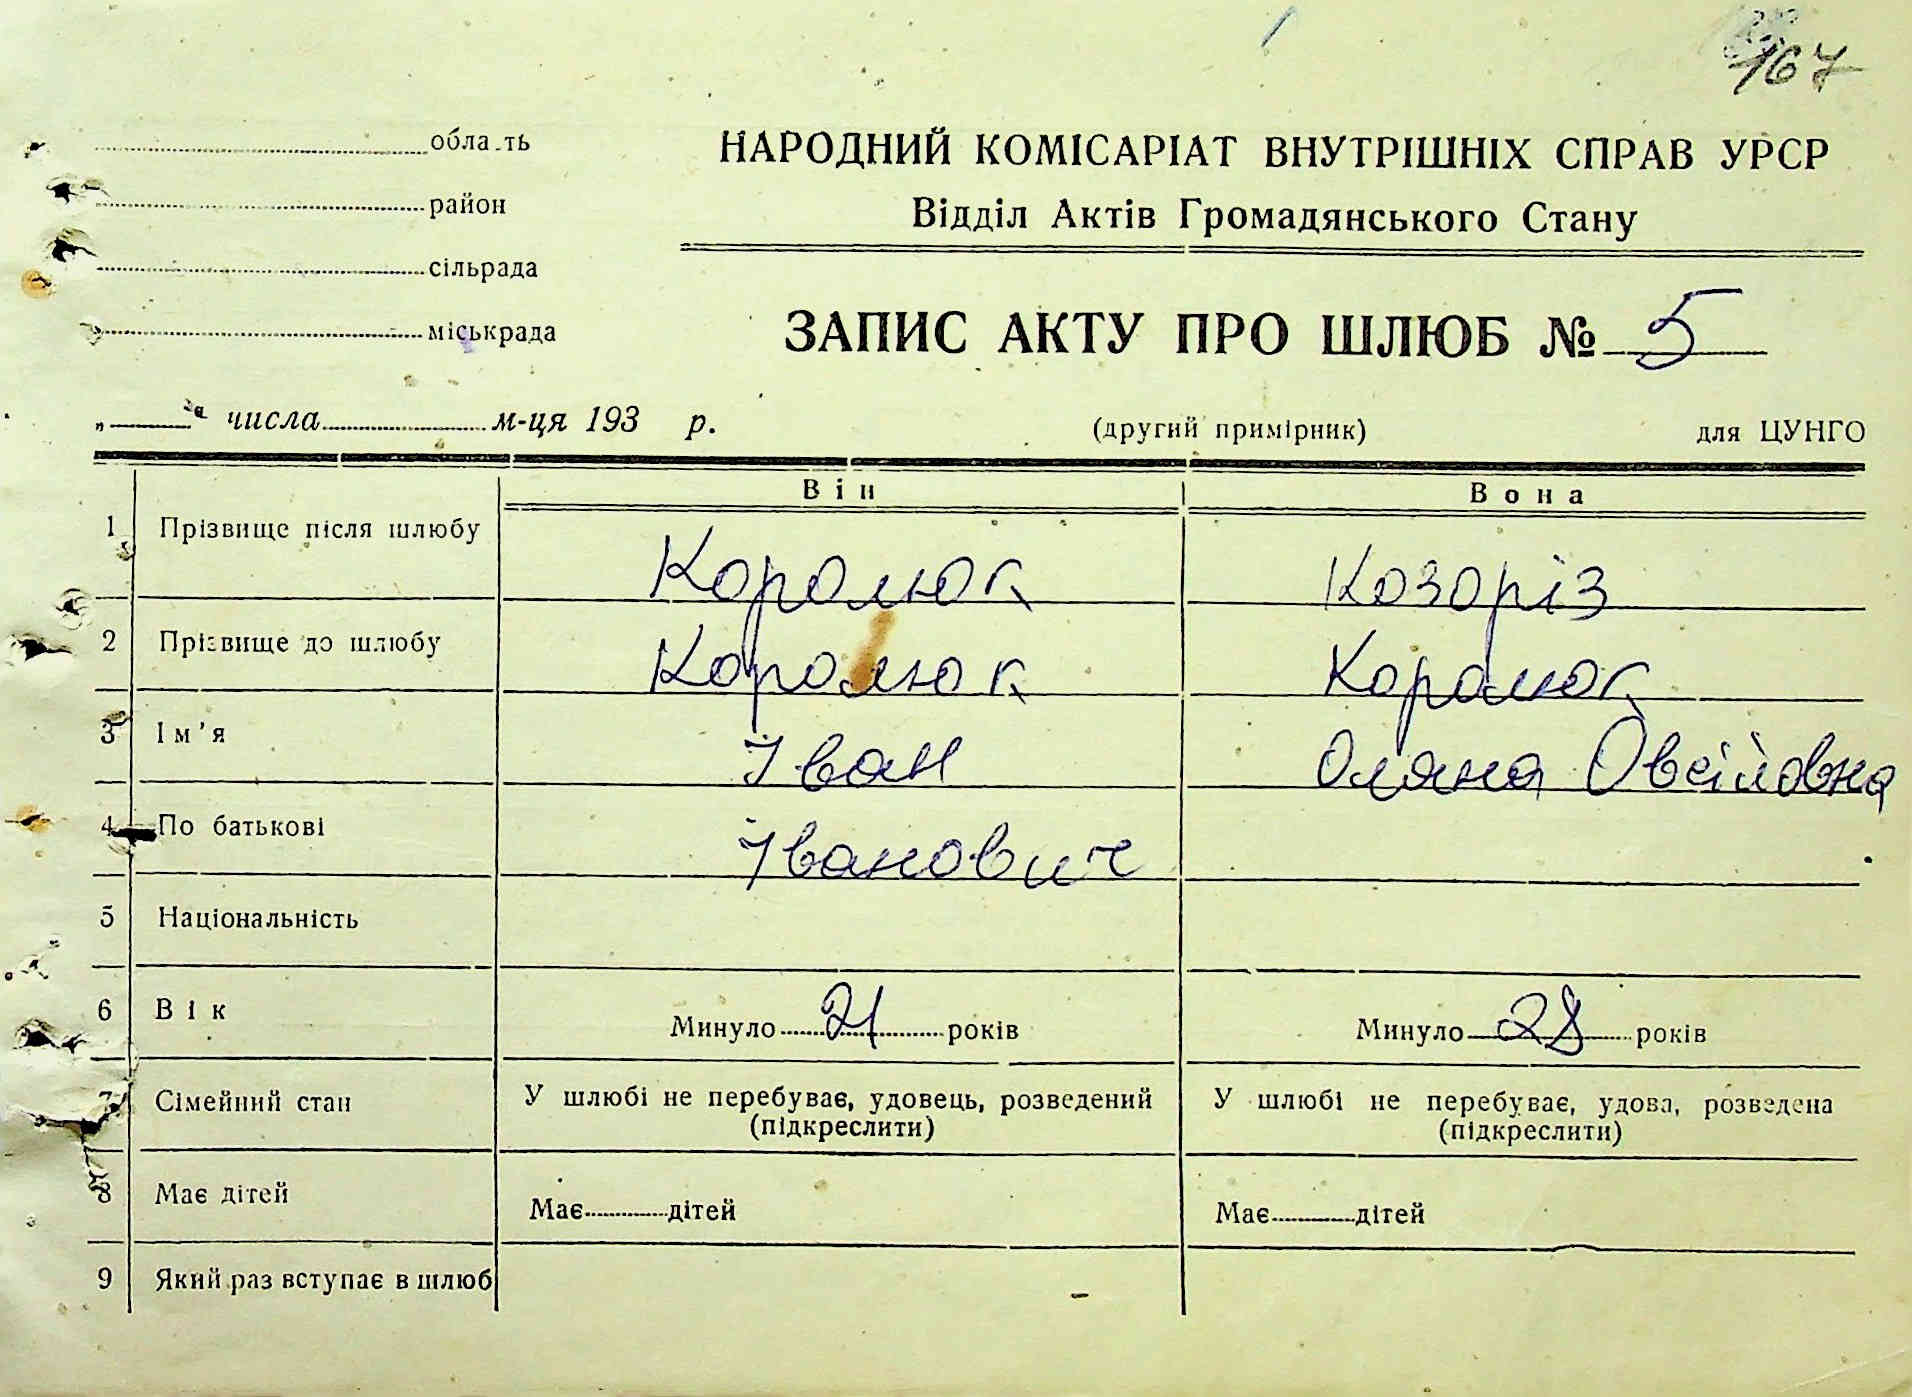 167
область
район
сільрада
міськрада
НАРОДНИЙ КОМІСАРІАТ ВНУТРІШНІХ СПРАВ УРСР
Відділ Актів Громадянського Стану
ЗАПИС АКТУ ПРО ШЛЮБ № 5
„ “ числа м-ця 193 р.
(другий примірник)
для ЦУНГО
Він
Вона
1 Прізвище після шлюбу Королюк Козоріз
2 Прізвище до шлюбу Королюк Королюк
3 Ім'я Іван Оляна Овсіловна
4 По батькові Іванович
5 Національність
6 Вік Минуло 21 років Минуло 28 років
7 Сімейний стан У шлюбі не перебуває, удовець, розведений У шлюбі не перебуває, удова, розведена
(підкреслити) (підкреслити)
8 Має дітей Має дітей Має дітей
9 Який раз вступає в шлюб